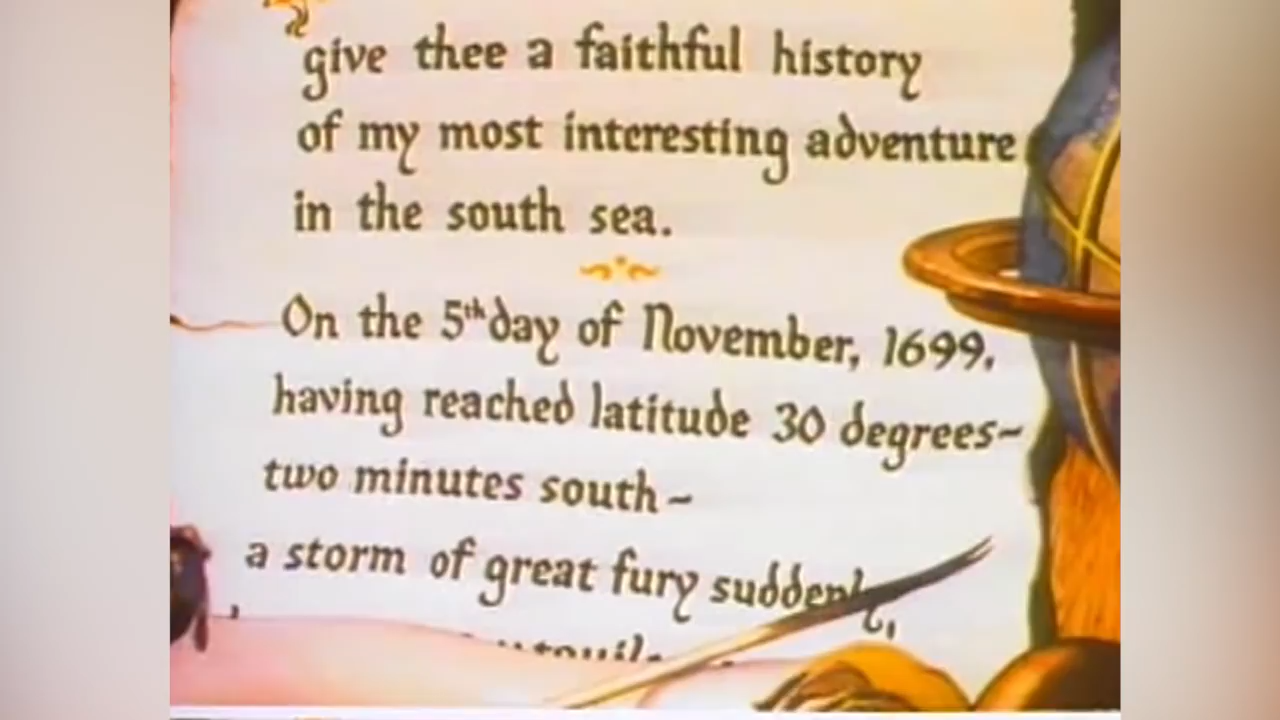 give thee a faithful history
of my most interesting adventure
in the south sea.
On the 5th day of November, 1699,
having reached latitude 30 degrees~
two minutes south ~
a storm of great fury suddenly